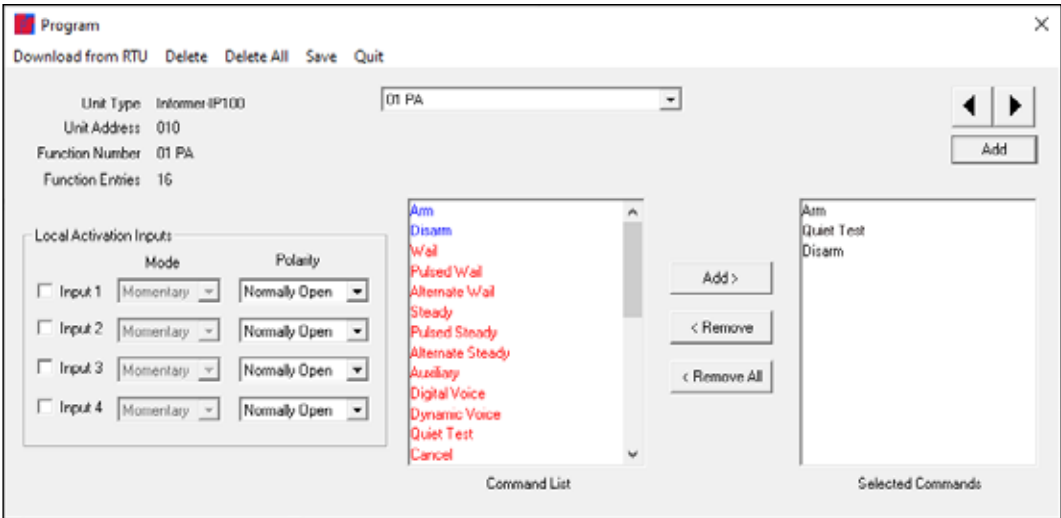 Program
Download from RTU Delete Delete All Save Quit
Unit Type Informer-IP100
01 PA
Unit Address 010
Function Number 01 PA
Add
Function Entries 16
Local Activation Inputs
Mode Polarity
Input 1 Momentary Normally Open
Input 2 Momentary Normally Open
Input 3 Momentary Normally Open
Input 4 Momentary Normally Open
Arm
Disarm
Wail
Pulsed Wail
Alternate Wail
Steady
Pulsed Steady
Alternate Steady
Auxiliary
Digital Voice
Dynamic Voice
Quiet Test
Cancel
Command List
Add >
< Remove
< Remove All
Arm
Quiet Test
Disarm
Selected Commands